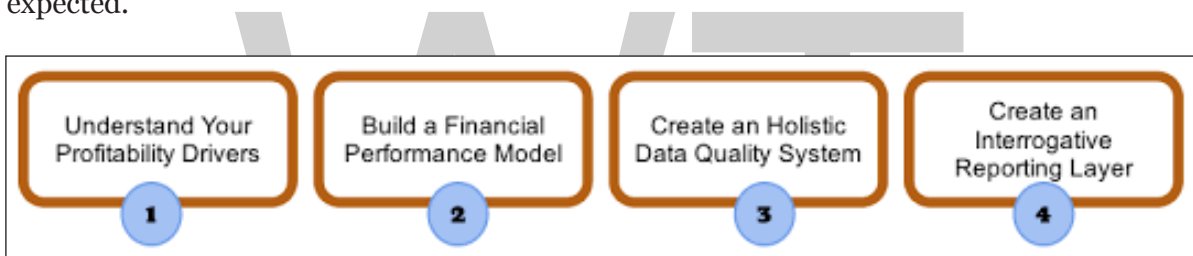 expected.
Understand Your
Profitability Drivers
1
Build a Financial
Performance Model
2
Create an Holistic
Data Quality System
3
Create an
Interrogative
Reporting Layer
4